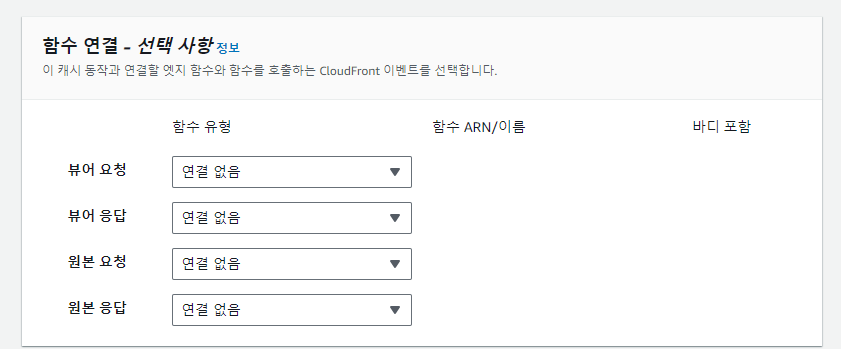 함수 연결 - 선택 사항 정보
이 캐시 동작과 연결할 엣지 함수와 함수를 호출하는 CloudFront 이벤트를 선택합니다.
함수 유형 함수 ARN/이름 바디 포함
뷰어 요청 연결 없음
뷰어 응답 연결 없음
원본 요청 연결 없음
원본 응답 연결 없음